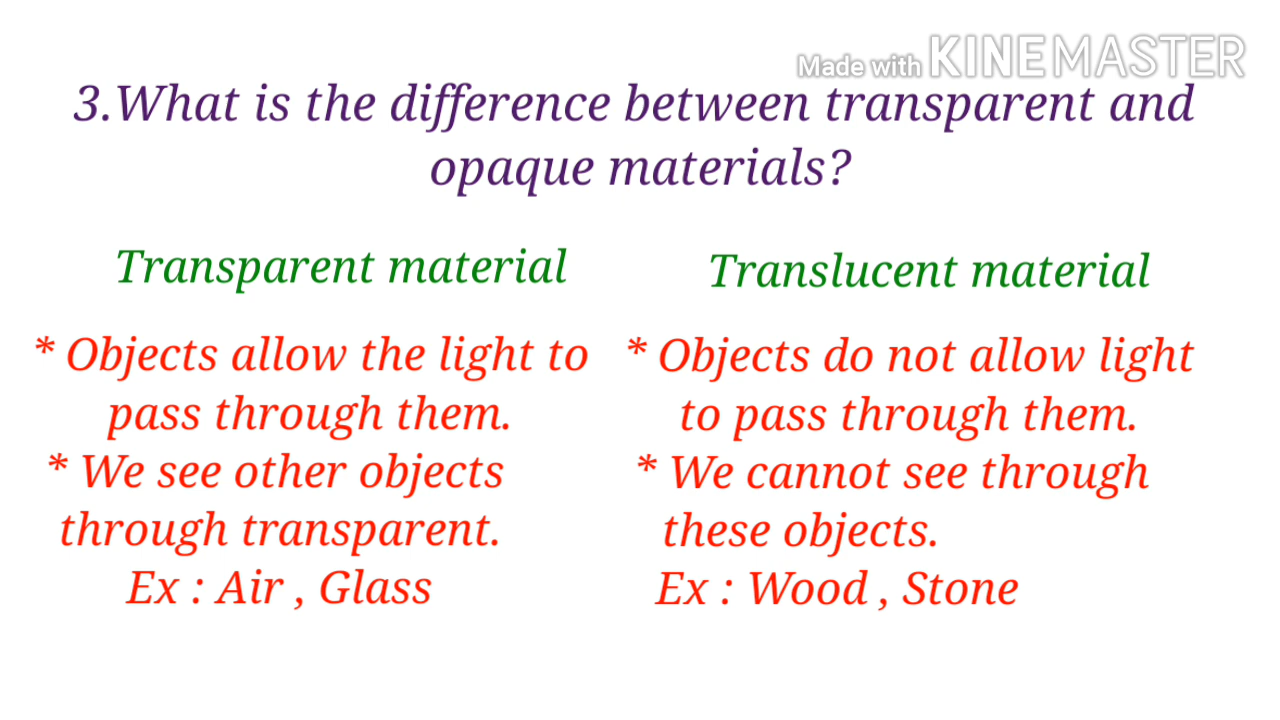 Made with KINEMASTER
3.What is the difference between transparent and
opaque materials?
Transparent material
* Objects allow the light to
pass through them.
* We see other objects
through transparent.
Ex : Air , Glass
Translucent material
* Objects do not allow light
to pass through them.
* We cannot see through
these objects.
Ex : Wood , Stone